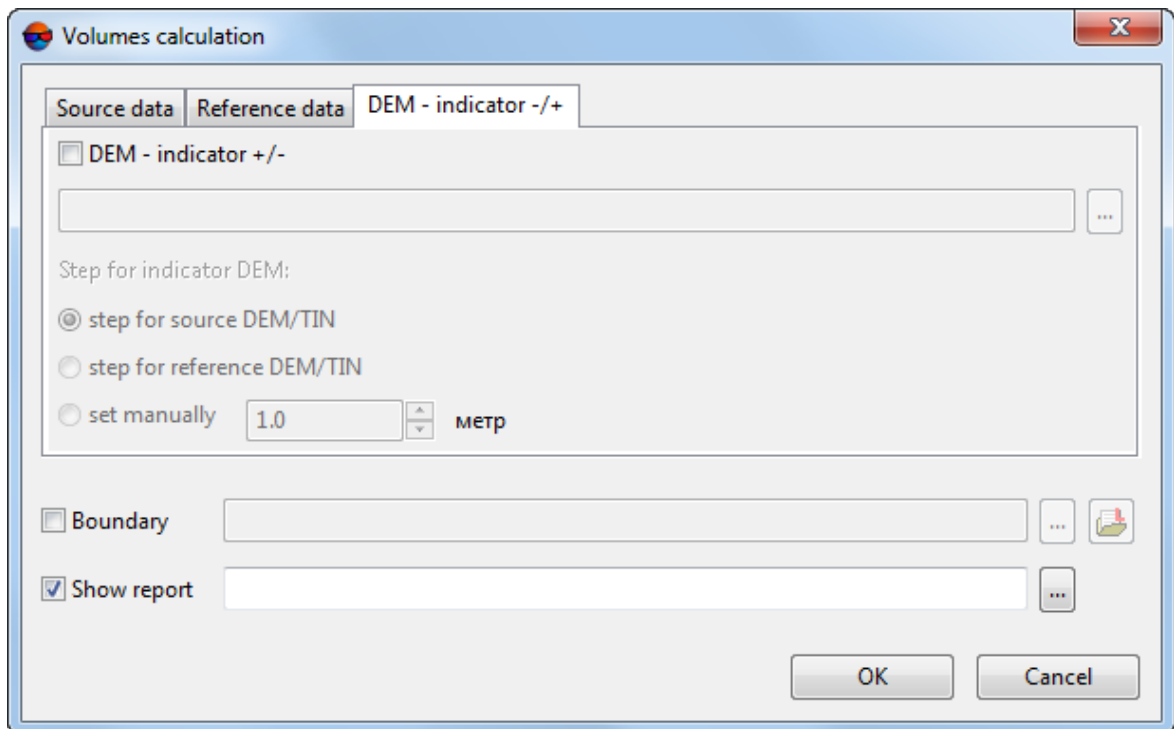 Volumes calculation
Source data Reference data DEM - indicator -/+
DEM - indicator +/-
...
Step for indicator DEM:
step for source DEM/TIN
step for reference DEM/TIN
set manually 1.0 метр
Boundary ...
Show report ...
OK Cancel